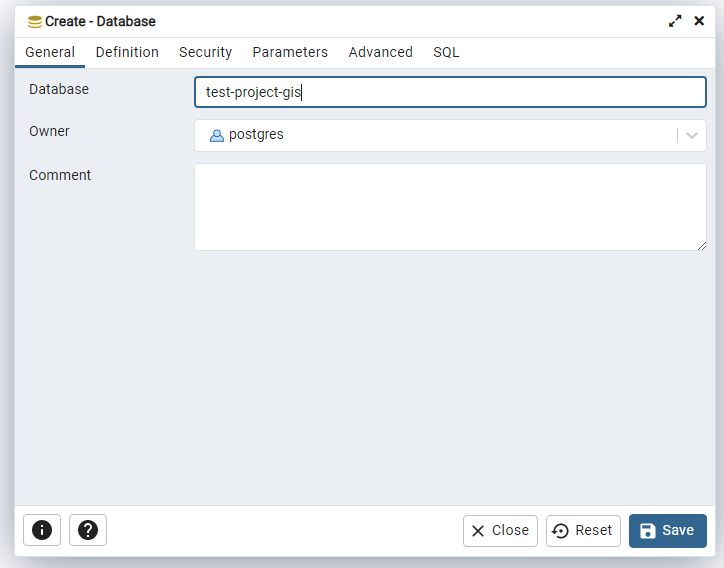 Create - Database
General Definition Security Parameters Advanced SQL
Database test-project-gis
Owner postgres
Comment
Close Reset Save